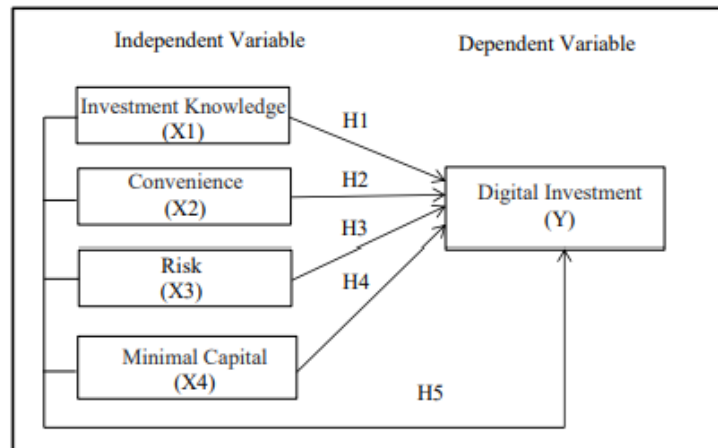 Independent Variable
Dependent Variable
Investment Knowledge
(X1)
H1
Convenience
(X2)
H2
Digital Investment
(Y)
Risk
(X3)
H3
H4
Minimal Capital
(X4)
H5